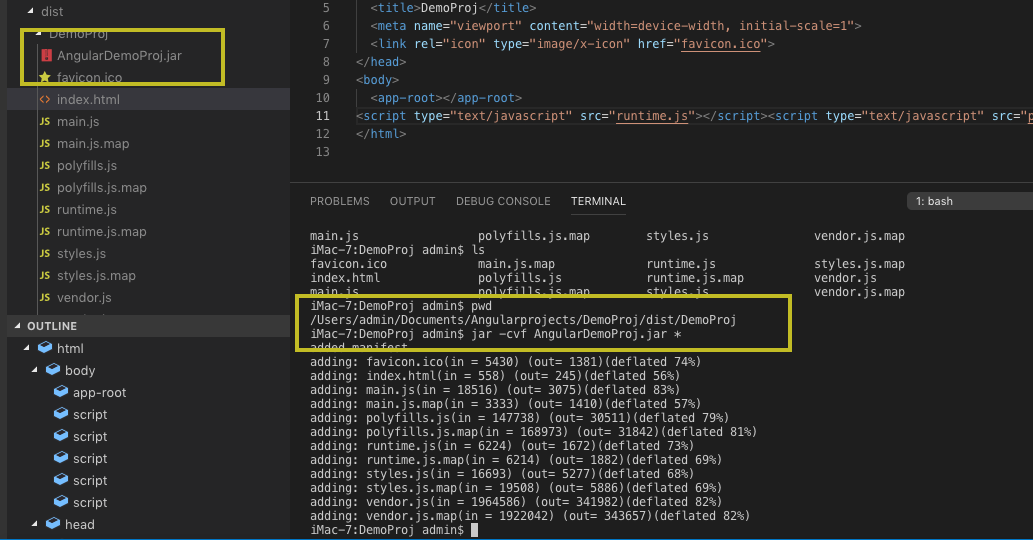 dist
DemoProj
AngularDemoProj.jar
favicon.ico
index.html
JS main.js
JS main.js.map
JS polyfills.js
JS polyfills.js.map
JS runtime.js
JS runtime.js.map
JS styles.js
JS styles.js.map
JS vendor.js
OUTLINE
html
body
app-root
script
script
script
script
script
head
5 <title>DemoProj</title>
6 <meta name="viewport" content="width=device-width, initial-scale=1">
7 <link rel="icon" type="image/x-icon" href="favicon.ico">
8 </head>
9 <body>
10 <app-root></app-root>
11 <script type="text/javascript" src="runtime.js"></script><script type="text/javascript" src="p
12 </html>
13
PROBLEMS OUTPUT DEBUG CONSOLE TERMINAL 1: bash
main.js polyfills.js.map styles.js vendor.js.map
iMac-7:DemoProj admin$ ls
favicon.ico main.js.map runtime.js styles.js.map
index.html polyfills.js runtime.js.map vendor.js
main.js polyfills.js.map styles.js vendor.js.map
iMac-7:DemoProj admin$ pwd
/Users/admin/Documents/Angularprojects/DemoProj/dist/DemoProj
iMac-7:DemoProj admin$ jar -cvf AngularDemoProj.jar *
added manifest
adding: favicon.ico(in = 5430) (out= 1381)(deflated 74%)
adding: index.html(in = 558) (out= 245)(deflated 56%)
adding: main.js(in = 18516) (out= 3075)(deflated 83%)
adding: main.js.map(in = 3333) (out= 1410)(deflated 57%)
adding: polyfills.js(in = 147738) (out= 30511)(deflated 79%)
adding: polyfills.js.map(in = 168973) (out= 31842)(deflated 81%)
adding: runtime.js(in = 6224) (out= 1672)(deflated 73%)
adding: runtime.js.map(in = 6214) (out= 1882)(deflated 69%)
adding: styles.js(in = 16693) (out= 5277)(deflated 68%)
adding: styles.js.map(in = 19508) (out= 5886)(deflated 69%)
adding: vendor.js(in = 1964586) (out= 341982)(deflated 82%)
adding: vendor.js.map(in = 1922042) (out= 343657)(deflated 82%)
iMac-7:DemoProj admin$